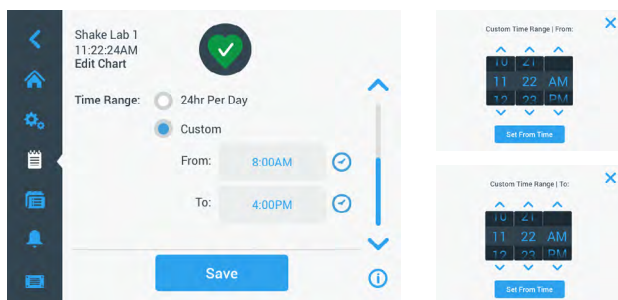 Shake Lab 1
11:22:24AM
Edit Chart
Time Range:
24hr Per Day
Custom
From:
8:00AM
To:
4:00PM
Save
Custom Time Range | From:
10 21
11 22 AM
12 23 PM
Set From Time
Custom Time Range | To:
10 21
11 22 AM
12 23 PM
Set From Time